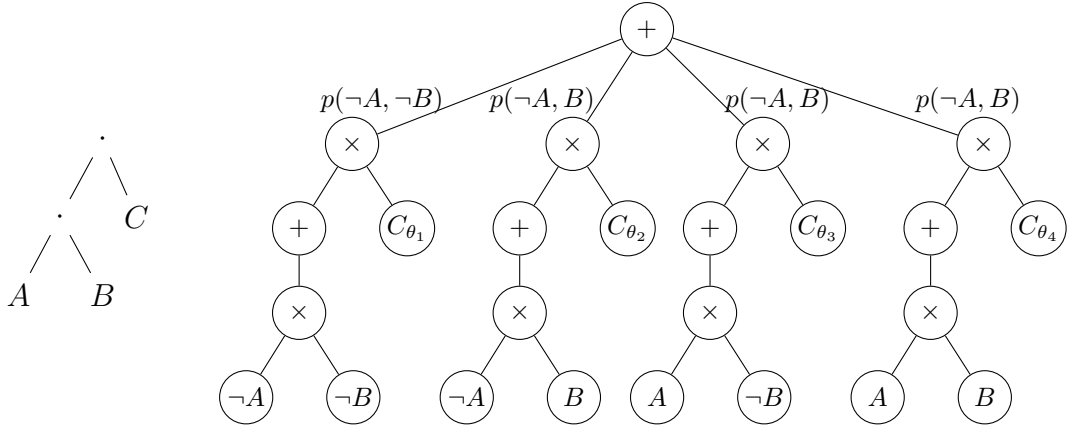 +
p(¬A, ¬B) p(¬A, B) p(¬A, B) p(¬A, B)
· × × × ×
· C + C_{θ_1} + C_{θ_2} + C_{θ_3} + C_{θ_4}
A B × × × ×
¬A ¬B ¬A B A ¬B A B